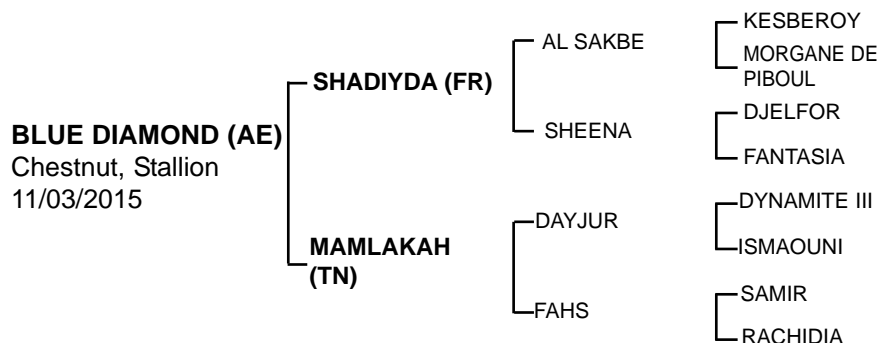 BLUE DIAMOND (AE)
Chestnut, Stallion
11/03/2015
SHADIYDA (FR)
MAMLAKAH
(TN)
AL SAKBE
SHEENA
DAYJUR
FAHS
KESBEROY
MORGANE DE
PIBOUL
DJELFOR
FANTASIA
DYNAMITE III
ISMAOUNI
SAMIR
RACHIDIA